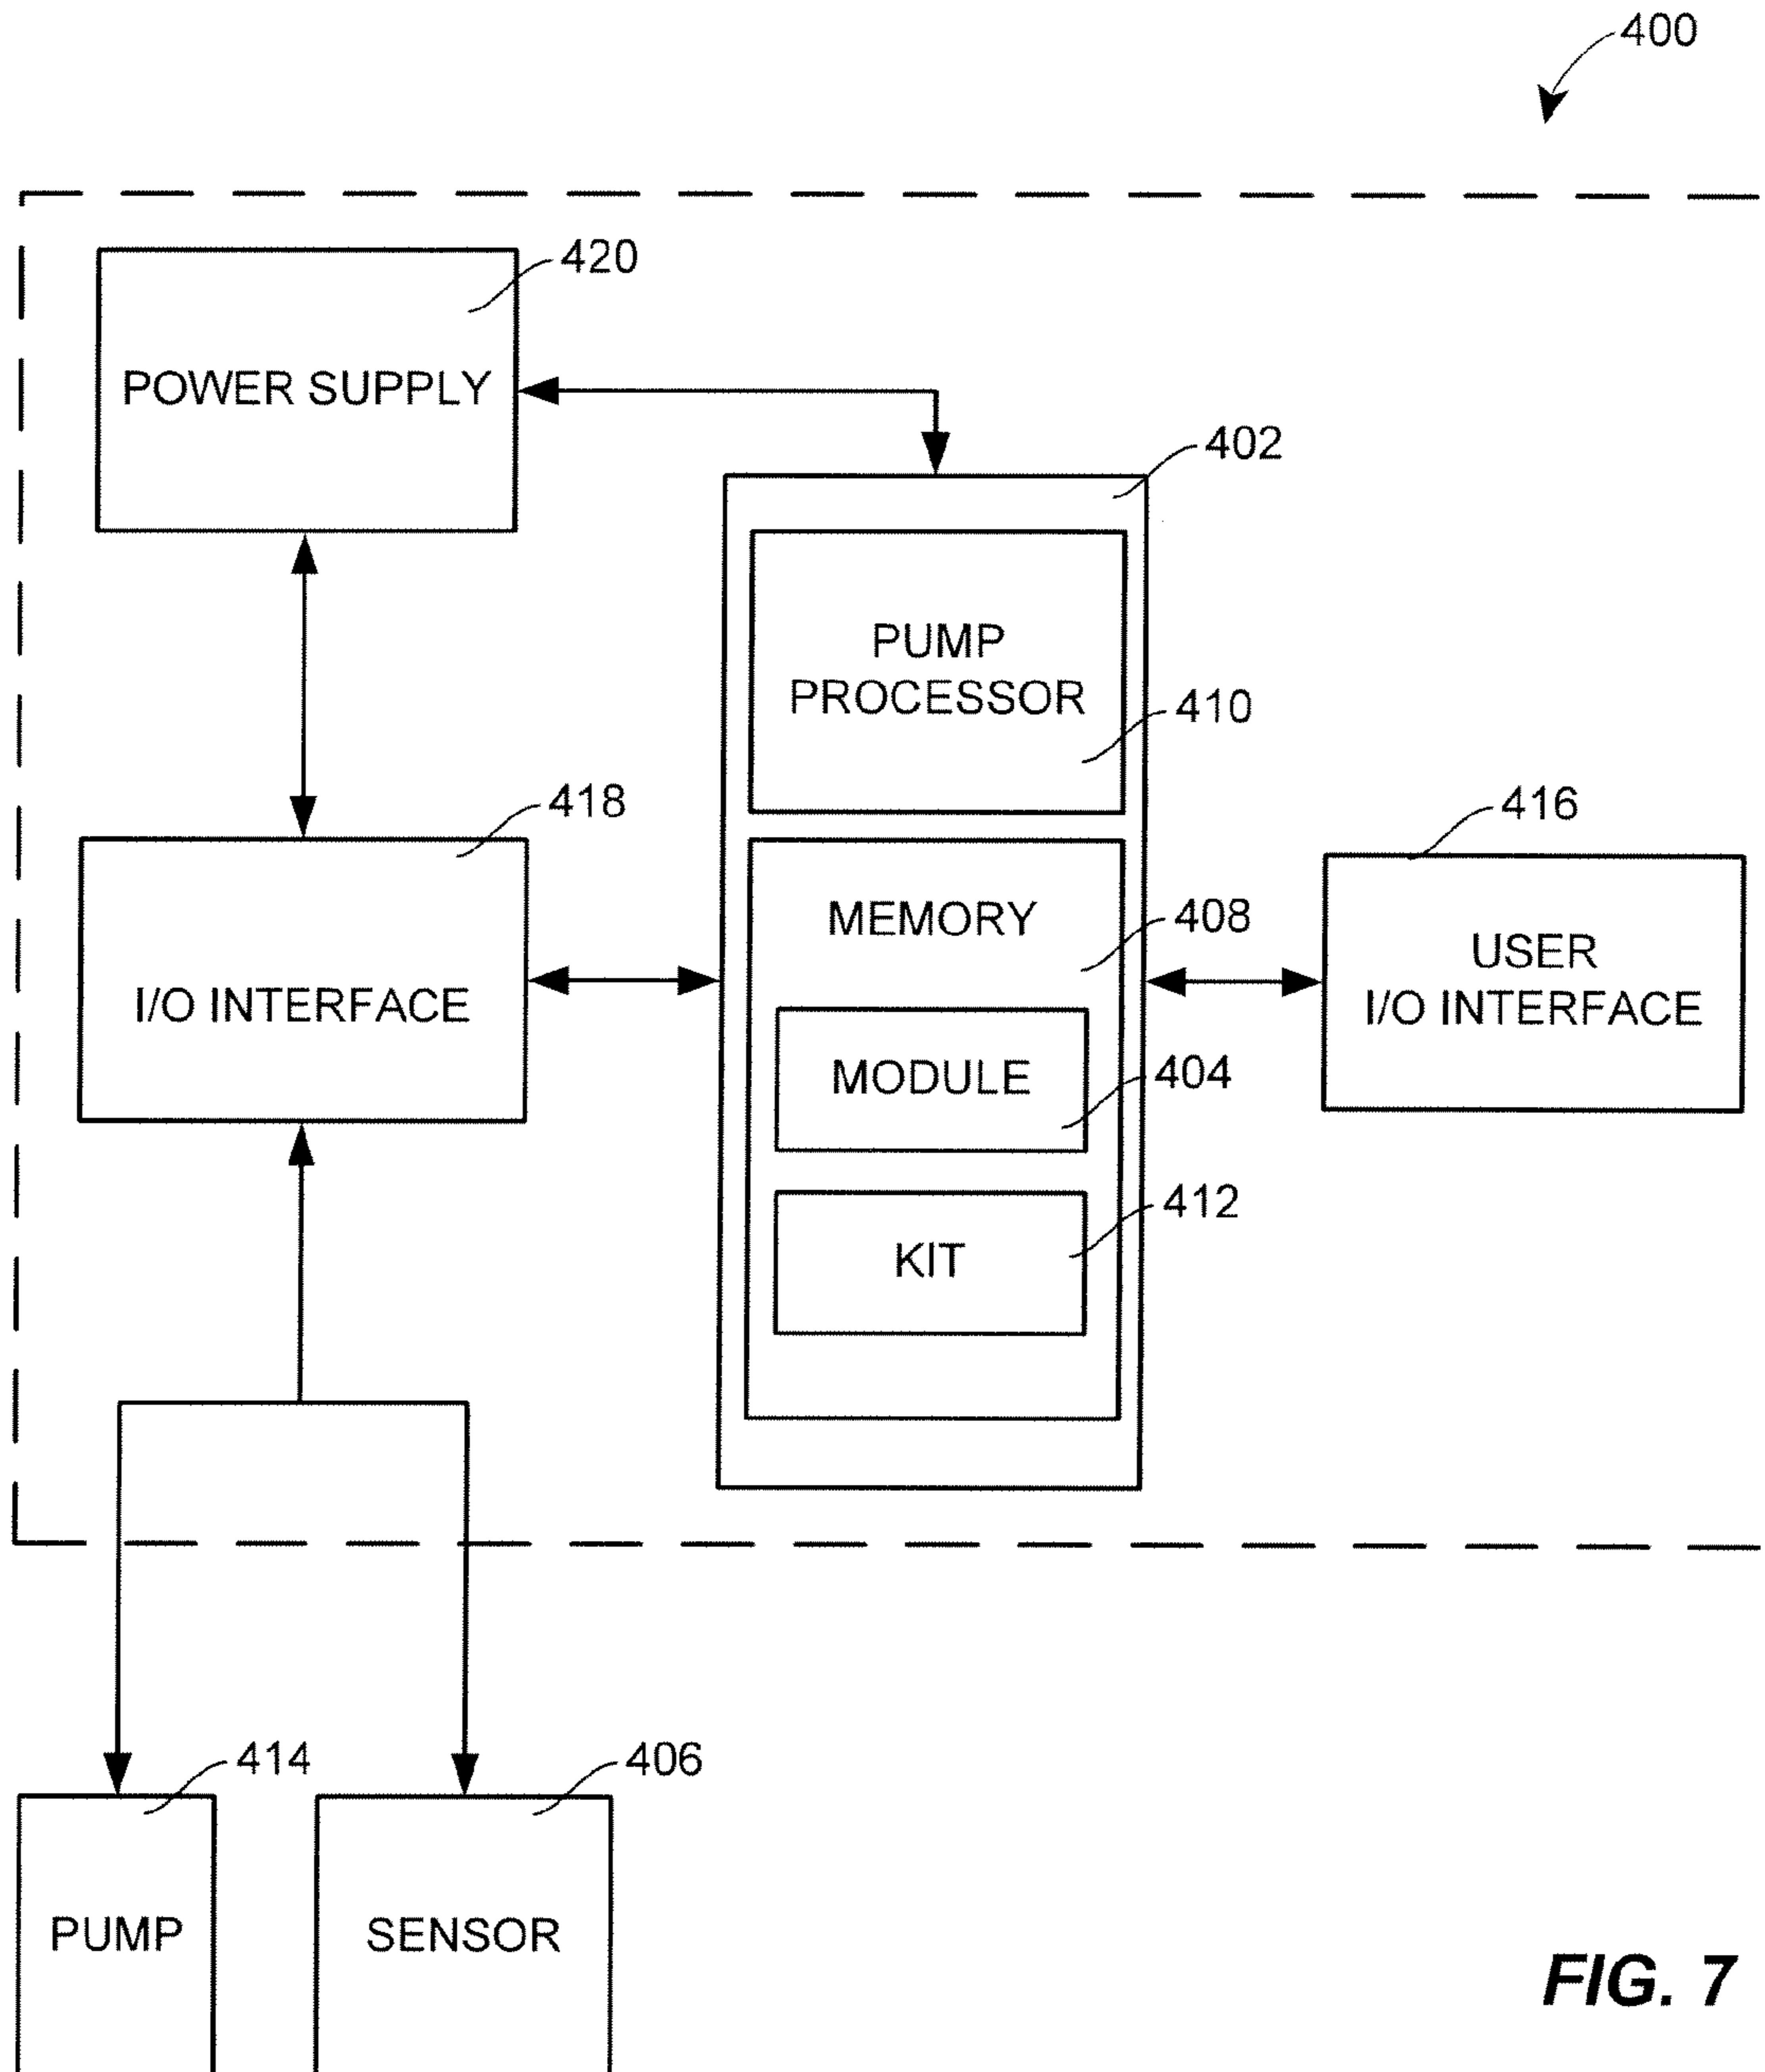 400
420
POWER SUPPLY
402
PUMP
PROCESSOR
410
418
416
MEMORY
408
I/O INTERFACE
USER
I/O INTERFACE
MODULE
404
412
KIT
414
406
PUMP
SENSOR
FIG. 7